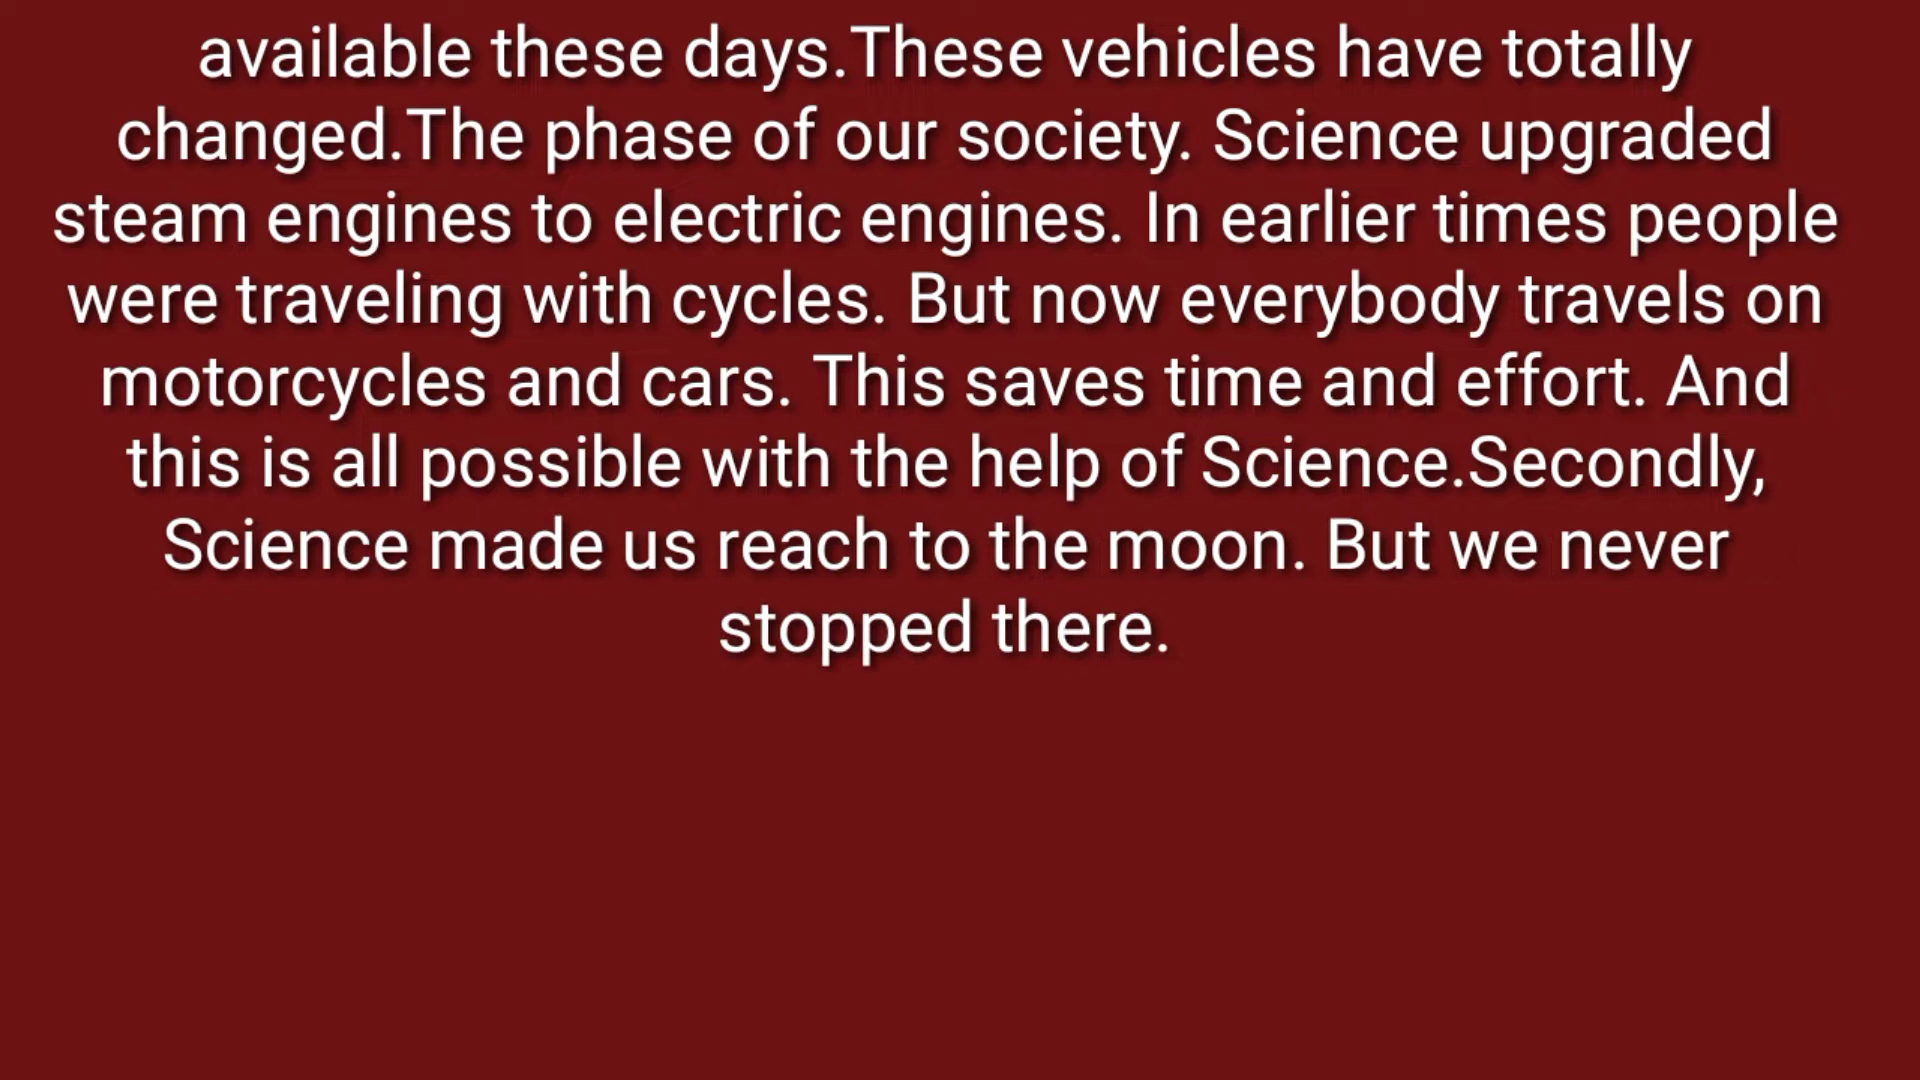 available these days.These vehicles have totally
changed.The phase of our society. Science upgraded
steam engines to electric engines. In earlier times people
were traveling with cycles. But now everybody travels on
motorcycles and cars. This saves time and effort. And
this is all possible with the help of Science.Secondly,
Science made us reach to the moon. But we never
stopped there.